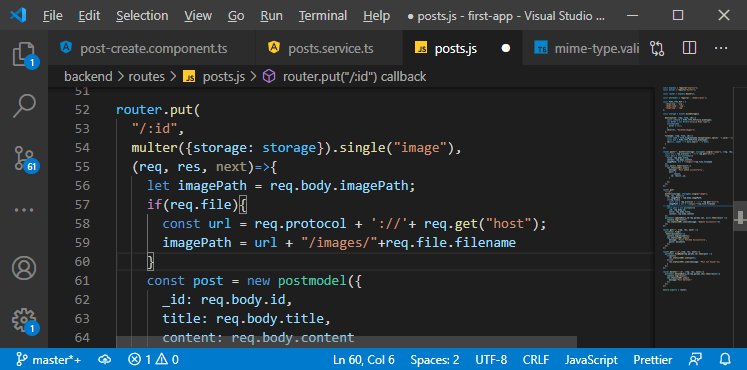 File Edit Selection View Go Run Terminal Help ● posts.js - first-app - Visual Studio ...
post-create.component.ts posts.service.ts JS posts.js ● TS mime-type.vali ...
backend > routes > JS posts.js > router.put("/:id") callback
51
52 router.put(
53 "/:id",
54 multer({storage: storage}).single("image"),
55 (req, res, next)=>{
56 let imagePath = req.body.imagePath;
57 if(req.file){
58 const url = req.protocol + '://'+ req.get("host");
59 imagePath = url + "/images/"+req.file.filename
60 }
61 const post = new postmodel({
62 _id: req.body.id,
63 title: req.body.title,
64 content: req.body.content
1
61
1
master*+ 1 0 Ln 60, Col 6 Spaces: 2 UTF-8 CRLF JavaScript Prettier